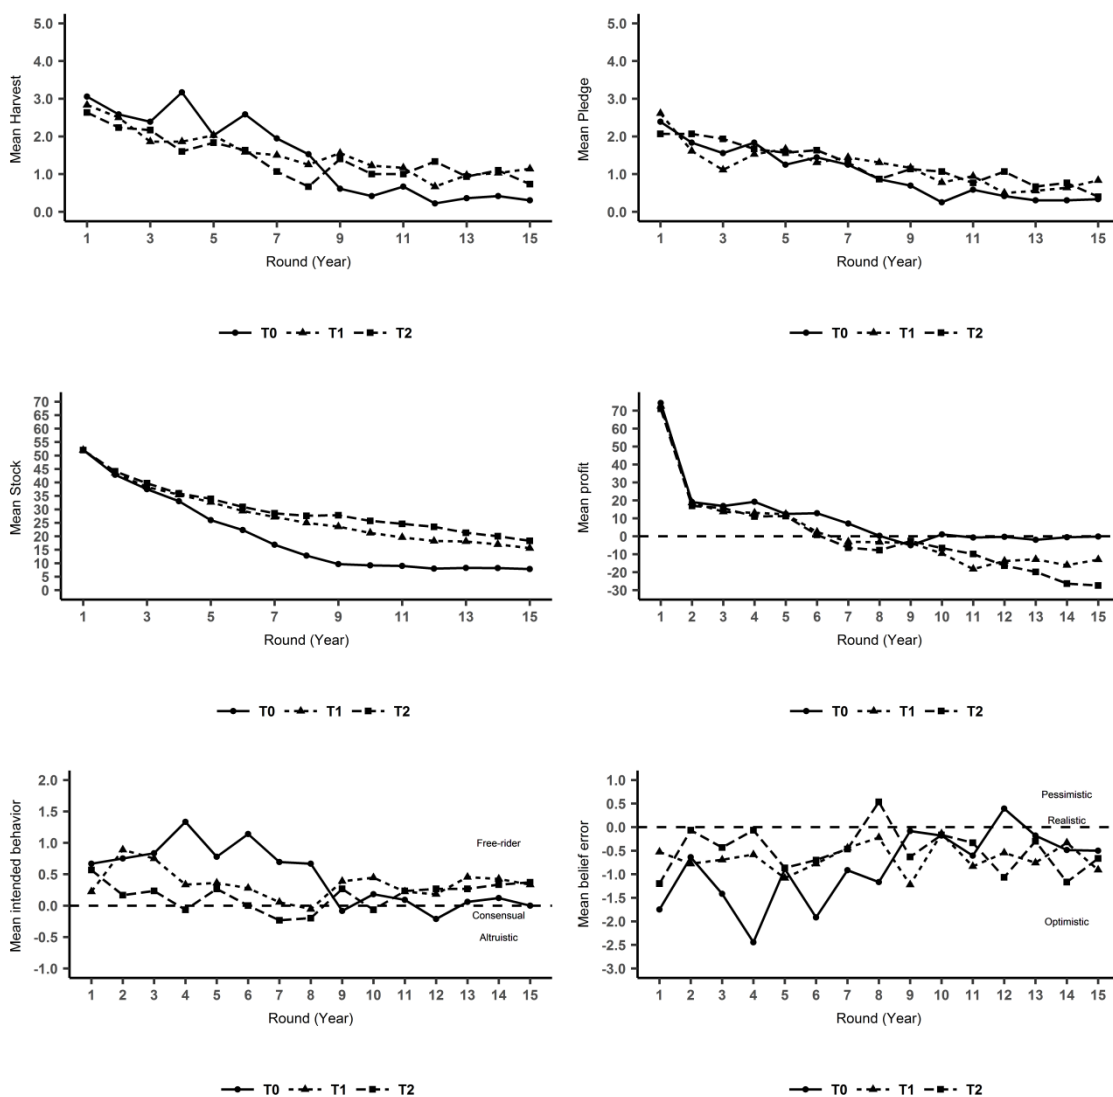 Mean Harvest
5.0
4.0
3.0
2.0
1.0
0.0
1 3 5 7 9 11 13 15
Round (Year)
T0 T1 T2
Mean Pledge
5.0
4.0
3.0
2.0
1.0
0.0
1 3 5 7 9 11 13 15
Round (Year)
T0 T1 T2
Mean Stock
70
65
60
55
50
45
40
35
30
25
20
15
10
5
0
1 3 5 7 9 11 13 15
Round (Year)
T0 T1 T2
Mean profit
70
60
50
40
30
20
10
0
-10
-20
-30
1 2 3 4 5 6 7 8 9 10 11 12 13 14 15
Round (Year)
T0 T1 T2
Mean intended behavior
2.0
1.5
1.0
0.5
0.0
-0.5
-1.0
Free-rider
Consensual
Altruistic
1 2 3 4 5 6 7 8 9 10 11 12 13 14 15
Round (Year)
T0 T1 T2
Mean belief error
1.0
0.5
0.0
-0.5
-1.0
-1.5
-2.0
-2.5
-3.0
Pessimistic
Realistic
Optimistic
1 2 3 4 5 6 7 8 9 10 11 12 13 14 15
Round (Year)
T0 T1 T2